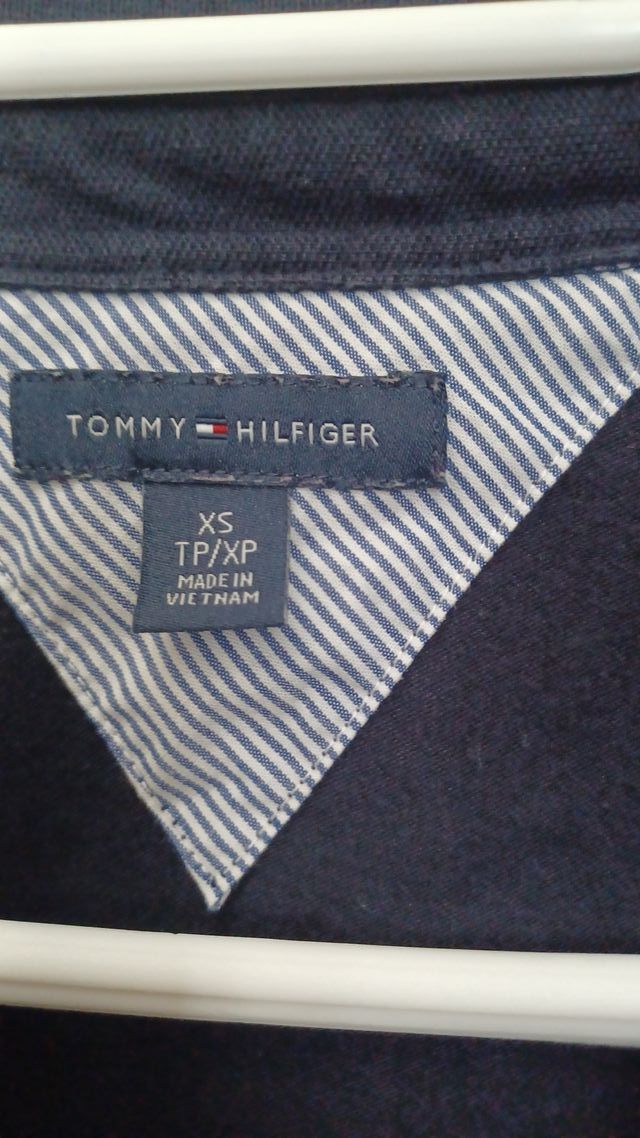 TOMMY HILFIGER
XS
TP/XP
MADE IN
VIETNAM